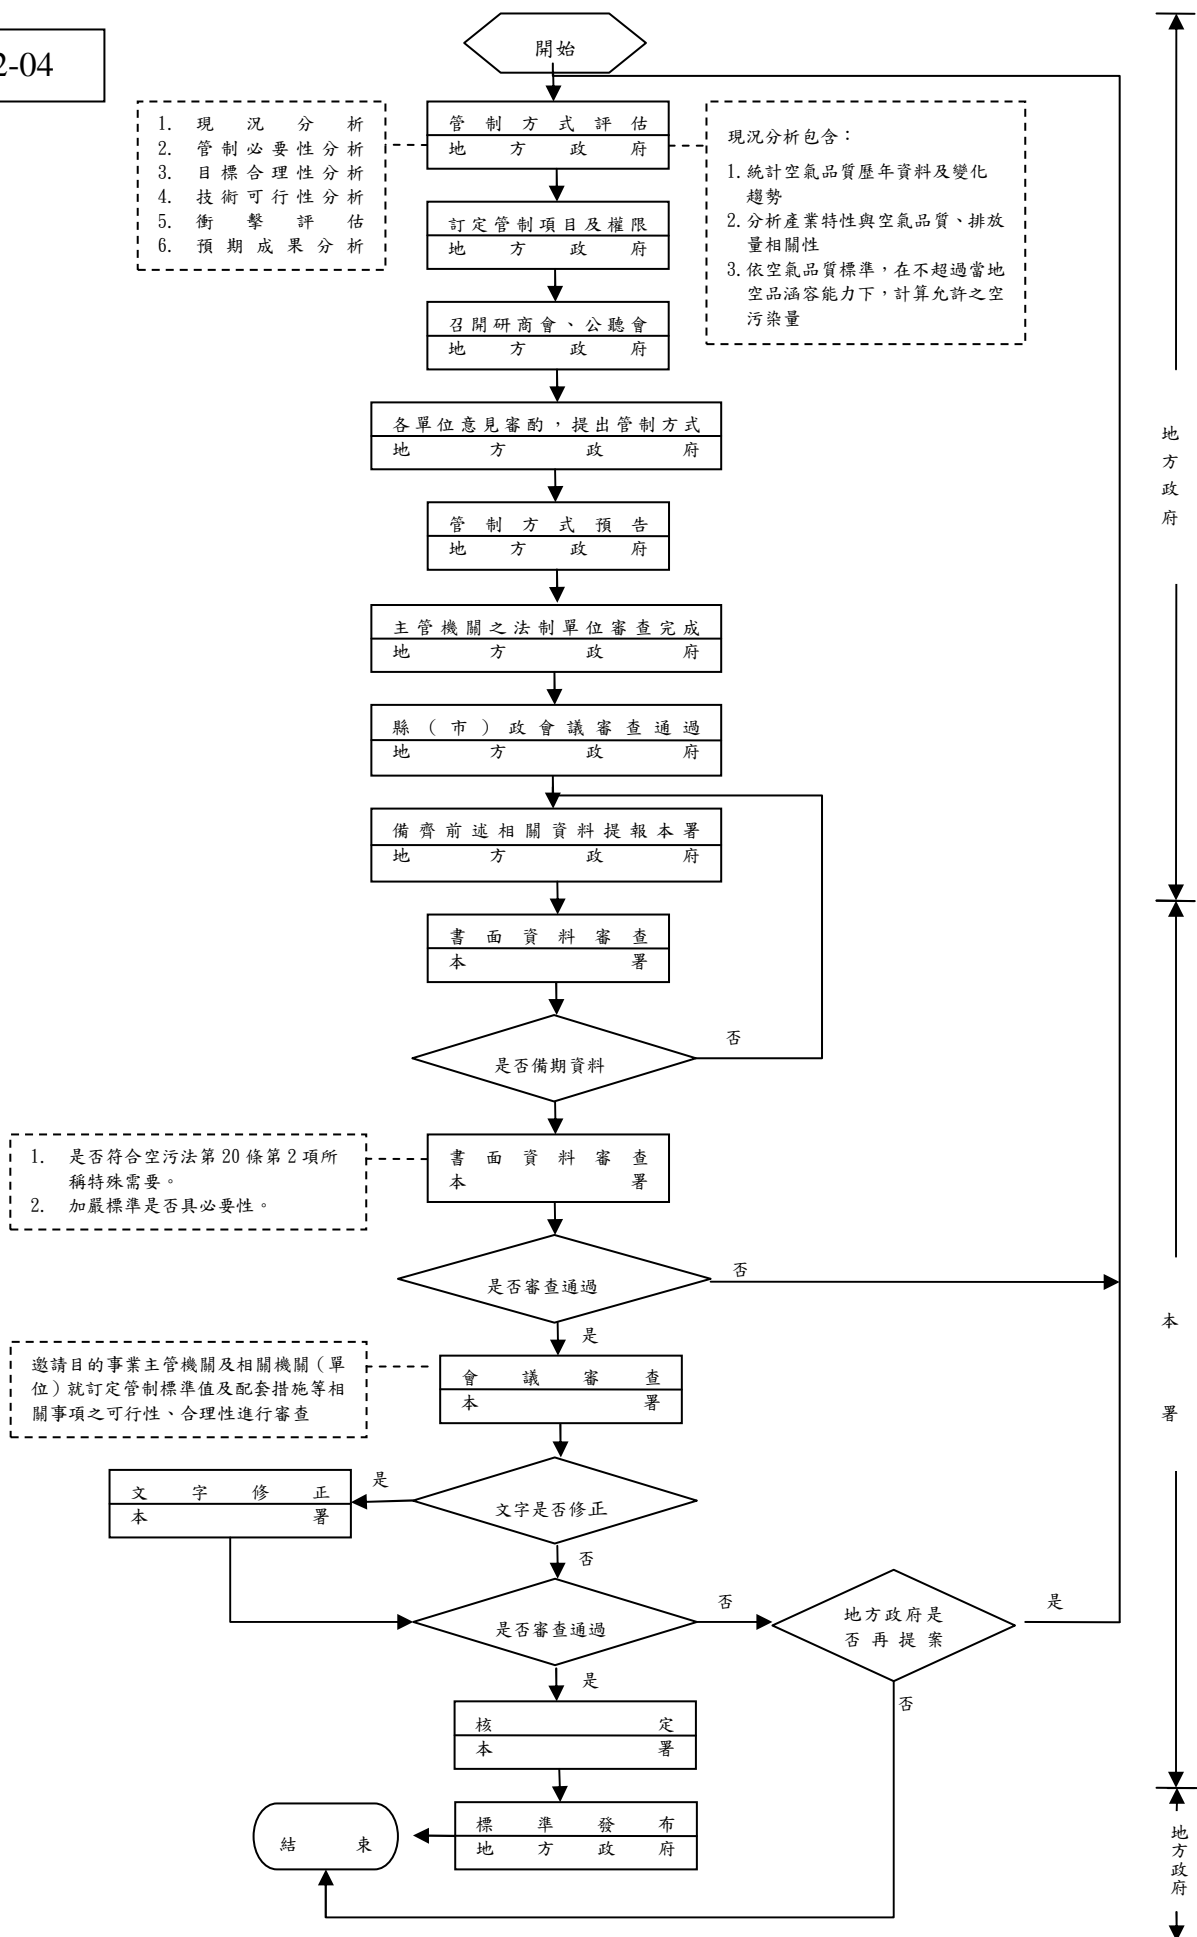 2-04
開始
管制方式評估
地方政府
1. 現況分析
2. 管制必要性分析
3. 目標合理性分析
4. 技術可行性分析
5. 衝擊評估
6. 預期成果分析
現況分析包含：
1.統計空氣品質歷年資料及變化
趨勢
2.分析產業特性與空氣品質、排放
量相關性
3.依空氣品質標準，在不超過當地
空品涵容能力下，計算允許之空
污染量
訂定管制項目及權限
地方政府
召開研商會、公聽會
地方政府
各單位意見審酌，提出管制方式
地方政府
管制方式預告
地方政府
主管機關之法制單位審查完成
地方政府
縣（市）政會議審查通過
地方政府
備齊前述相關資料提報本署
地方政府
地方政府
書面資料審查
本署
是否備期資料
否
書面資料審查
本署
1. 是否符合空污法第20條第2項所
稱特殊需要。
2. 加嚴標準是否具必要性。
是否審查通過
否
是
會議審查
本署
邀請目的事業主管機關及相關機關（單
位）就訂定管制標準值及配套措施等相
關事項之可行性、合理性進行審查
本署
文字是否修正
是
文字修正
本署
否
是否審查通過
否
地方政府是
否再提案
是
否
是
核定
本署
標準發布
地方政府
結束
地方政府